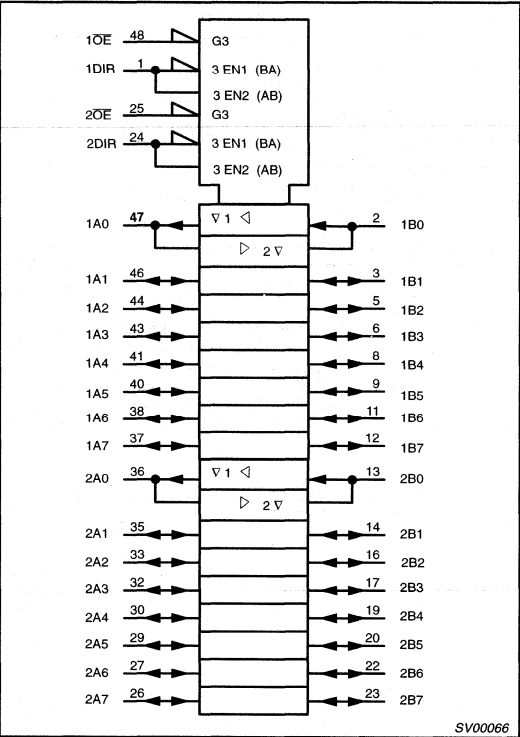 1O̅E̅ 48 G3
1DIR 1 3 EN1 (BA)
3 EN2 (AB)
2O̅E̅ 25 G3
2DIR 24 3 EN1 (BA)
3 EN2 (AB)
1A0 47 ▽ 1 ◁ 2 1B0
▷ 2 ▽
1A1 46 3 1B1
1A2 44 5 1B2
1A3 43 6 1B3
1A4 41 8 1B4
1A5 40 9 1B5
1A6 38 11 1B6
1A7 37 12 1B7
2A0 36 ▽ 1 ◁ 13 2B0
▷ 2 ▽
2A1 35 14 2B1
2A2 33 16 2B2
2A3 32 17 2B3
2A4 30 19 2B4
2A5 29 20 2B5
2A6 27 22 2B6
2A7 26 23 2B7
SV00066